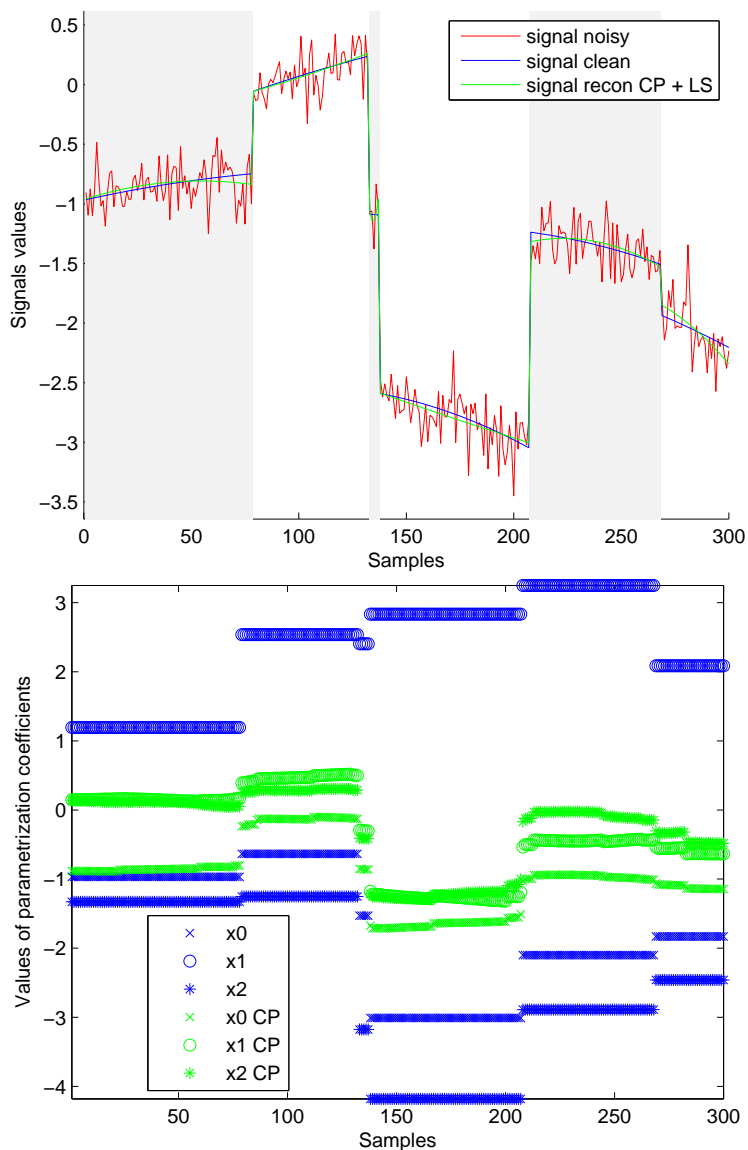 0.5
0
−0.5
−1
−1.5
−2
−2.5
−3
−3.5
Signals values
signal noisy
signal clean
signal recon CP + LS
0 50 100 150 200 250 300
Samples
3
2
1
0
−1
−2
−3
−4
Values of parametrization coefficients
x0
x1
x2
x0 CP
x1 CP
x2 CP
50 100 150 200 250 300
Samples